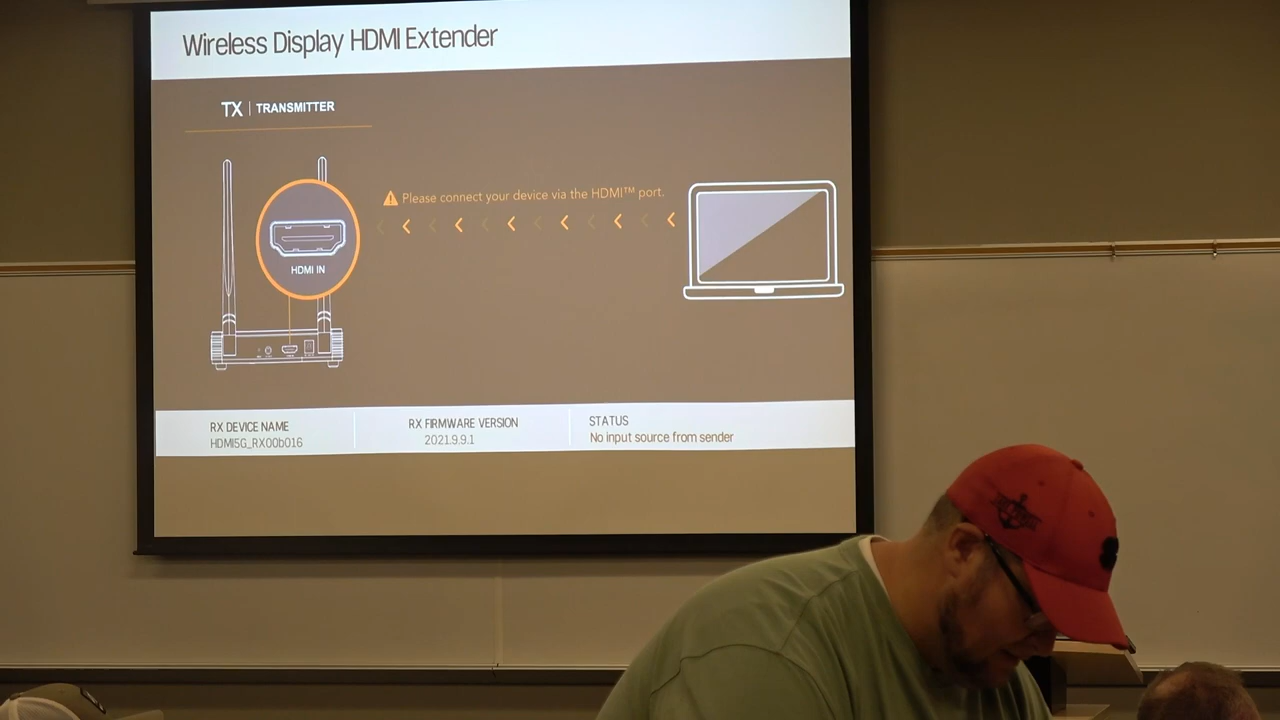 Wireless Display HDMI Extender
TX | TRANSMITTER
Please connect your device via the HDMI™ port.
HDMI IN
RX DEVICE NAME
HDMI5G_RX00b016
RX FIRMWARE VERSION
2021.9.9.1
STATUS
No input source from sender